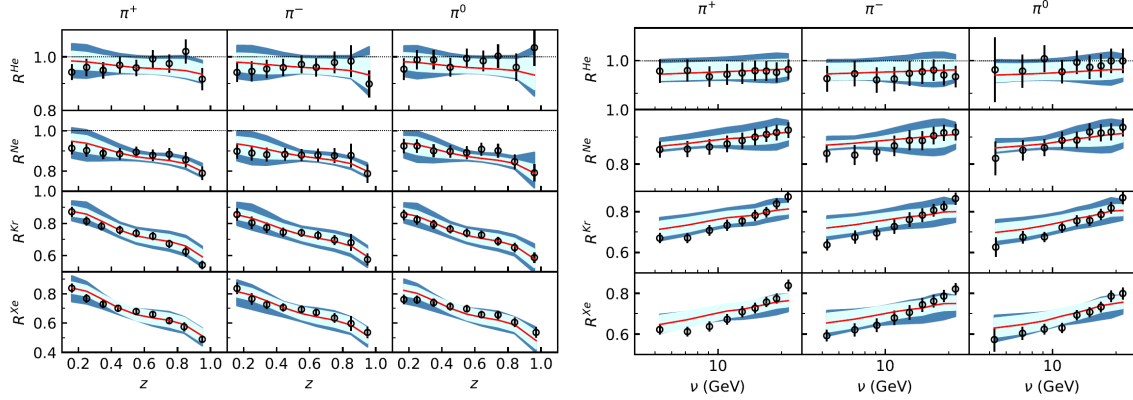 π⁺ π⁻ π⁰
R^He 1.0 0.8
R^Ne 1.0
1.0
R^Kr 0.8 0.6
R^Xe 0.8 0.6 0.4
0.2 0.4 0.6 0.8 1.0 0.2 0.4 0.6 0.8 1.0 0.2 0.4 0.6 0.8 1.0
z z z
π⁺ π⁻ π⁰
R^He 1.0
1.0
R^Ne 0.8
R^Kr 0.8 0.6
R^Xe 0.8 0.6
10 10 10
ν (GeV) ν (GeV) ν (GeV)